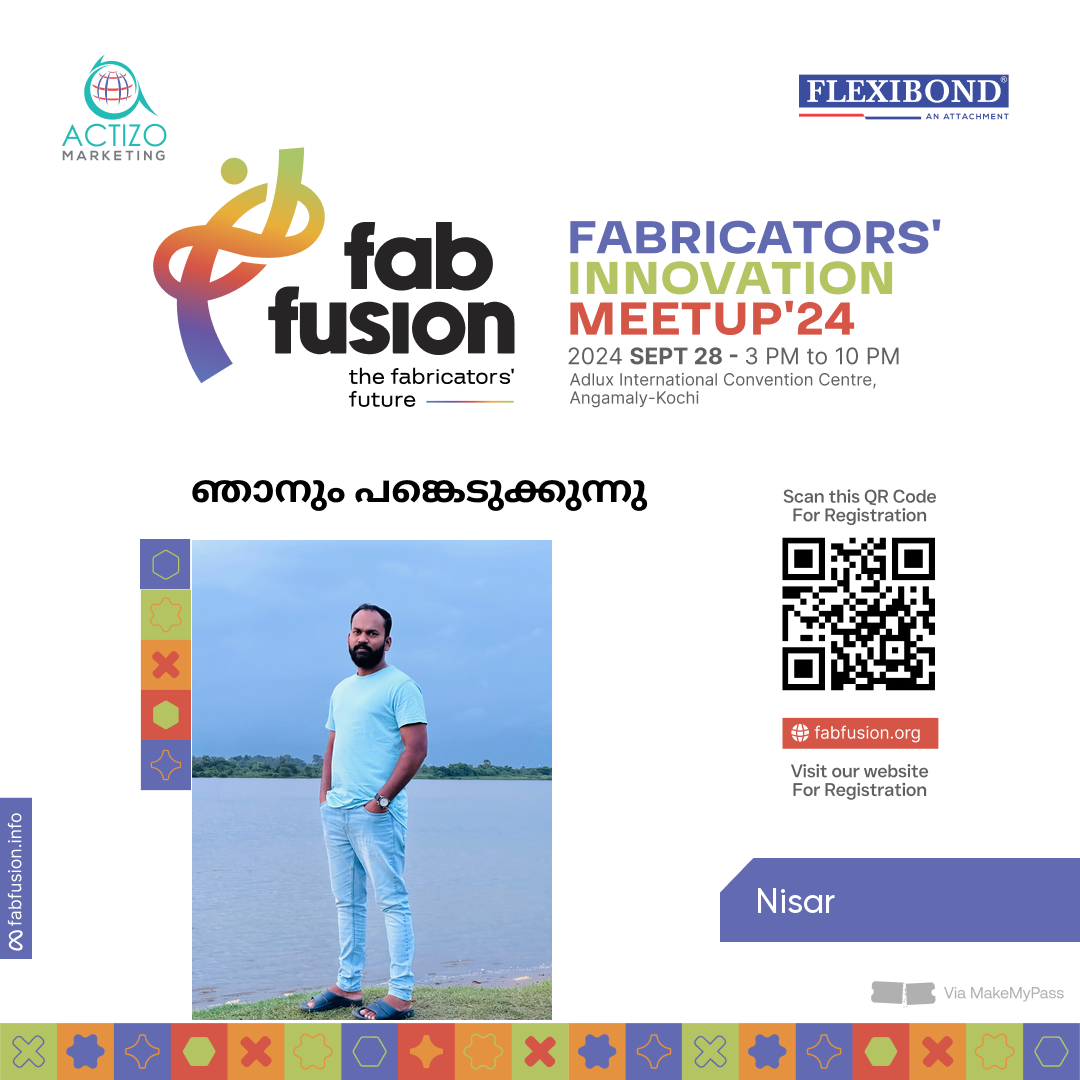 ACTIZO
MARKETING
FLEXIBOND®
AN ATTACHMENT
fab
fusion
the fabricators'
future
FABRICATORS'
INNOVATION
MEETUP'24
2024 SEPT 28 - 3 PM to 10 PM
Adlux International Convention Centre,
Angamaly-Kochi
ഞാനും പങ്കെടുക്കുന്നു
Scan this QR Code
For Registration
fabfusion.org
Visit our website
For Registration
fabfusion.info
Nisar
Via MakeMyPass